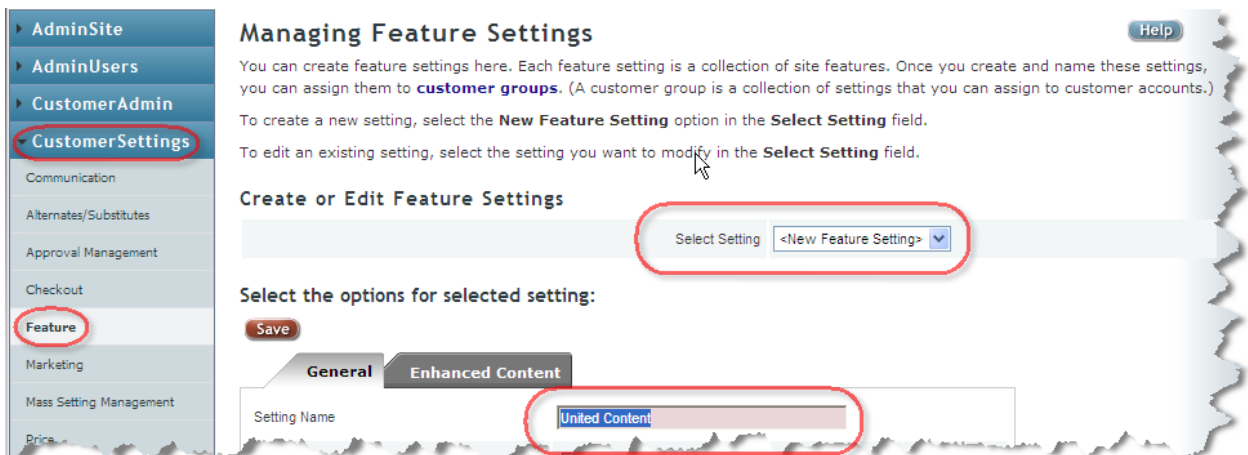 AdminSite
AdminUsers
CustomerAdmin
CustomerSettings
Communication
Alternates/Substitutes
Approval Management
Checkout
Feature
Marketing
Mass Setting Management
Price
Managing Feature Settings
Help
You can create feature settings here. Each feature setting is a collection of site features. Once you create and name these settings,
you can assign them to customer groups. (A customer group is a collection of settings that you can assign to customer accounts.)
To create a new setting, select the New Feature Setting option in the Select Setting field.
To edit an existing setting, select the setting you want to modify in the Select Setting field.
Create or Edit Feature Settings
Select Setting <New Feature Setting>
Select the options for selected setting:
Save
General Enhanced Content
Setting Name United Content